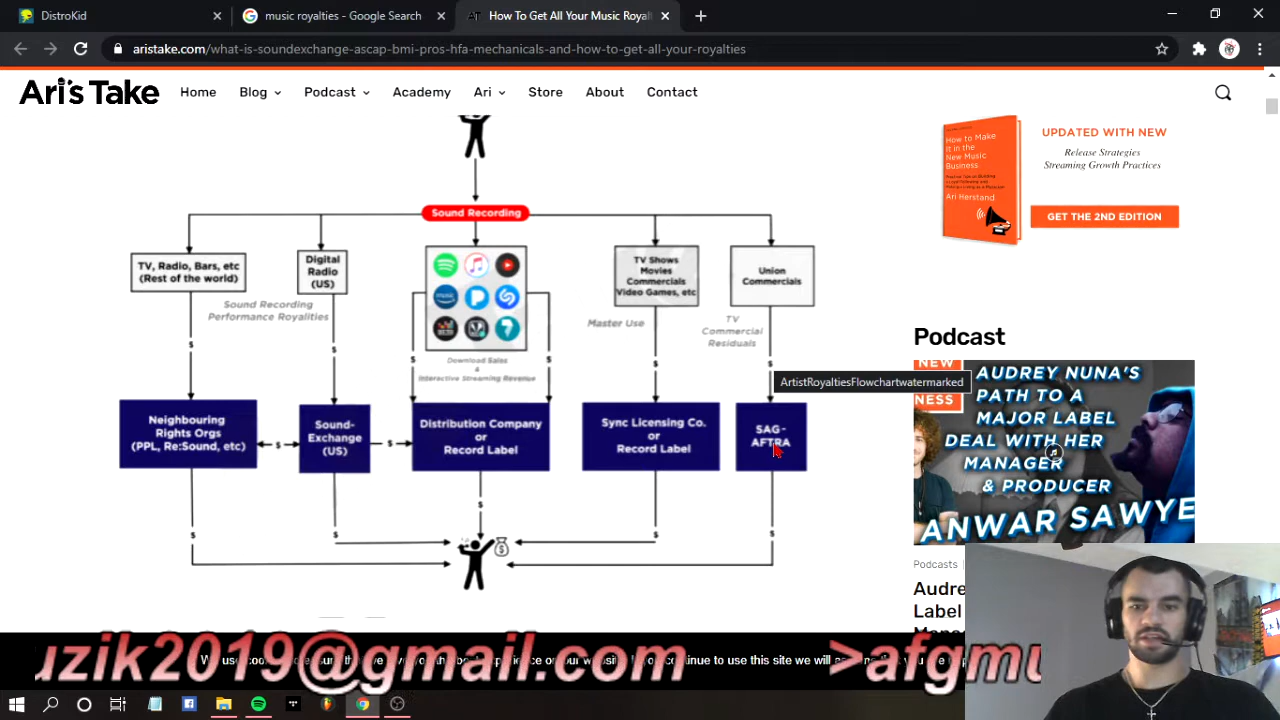 DistroKid
music royalties - Google Search
How To Get All Your Music Royal
aristake.com/what-is-soundexchange-ascap-bmi-pros-hfa-mechanicals-and-how-to-get-all-your-royalties
Ari's Take
Home
Blog
Podcast
Academy
Ari
Store
About
Contact
How to Make
It in the
New Music
Business
Ari Herstand
UPDATED WITH NEW
Release Strategies
Streaming Growth Practices
GET THE 2ND EDITION
Sound Recording
TV, Radio, Bars, etc
(Rest of the world)
Digital
Radio
(US)
TV Shows
Movies
Commercials
Video Games, etc
Union
Commercials
Sound Recording
Performance Royalities
Master Use
TV
Commercial
Residuals
Download Sales
&
Interactive Streaming Revenue
$
$
$
$
$
$
ArtistRoyaltiesFlowchartwatermarked
Neighbouring
Rights Orgs
(PPL, Re:Sound, etc)
$
Sound-
Exchange
(US)
$
Distribution Company
or
Record Label
Sync Licensing Co.
or
Record Label
SAG-
AFTRA
$
$
$
$
$
Podcast
NEW
NESS
AUDREY NUNA'S
PATH TO A
MAJOR LABEL
DEAL WITH HER
MANAGER
& PRODUCER
ANWAR SAWYE
Podcasts
Audre
Label
uzik2019@gmail.com >afgmu